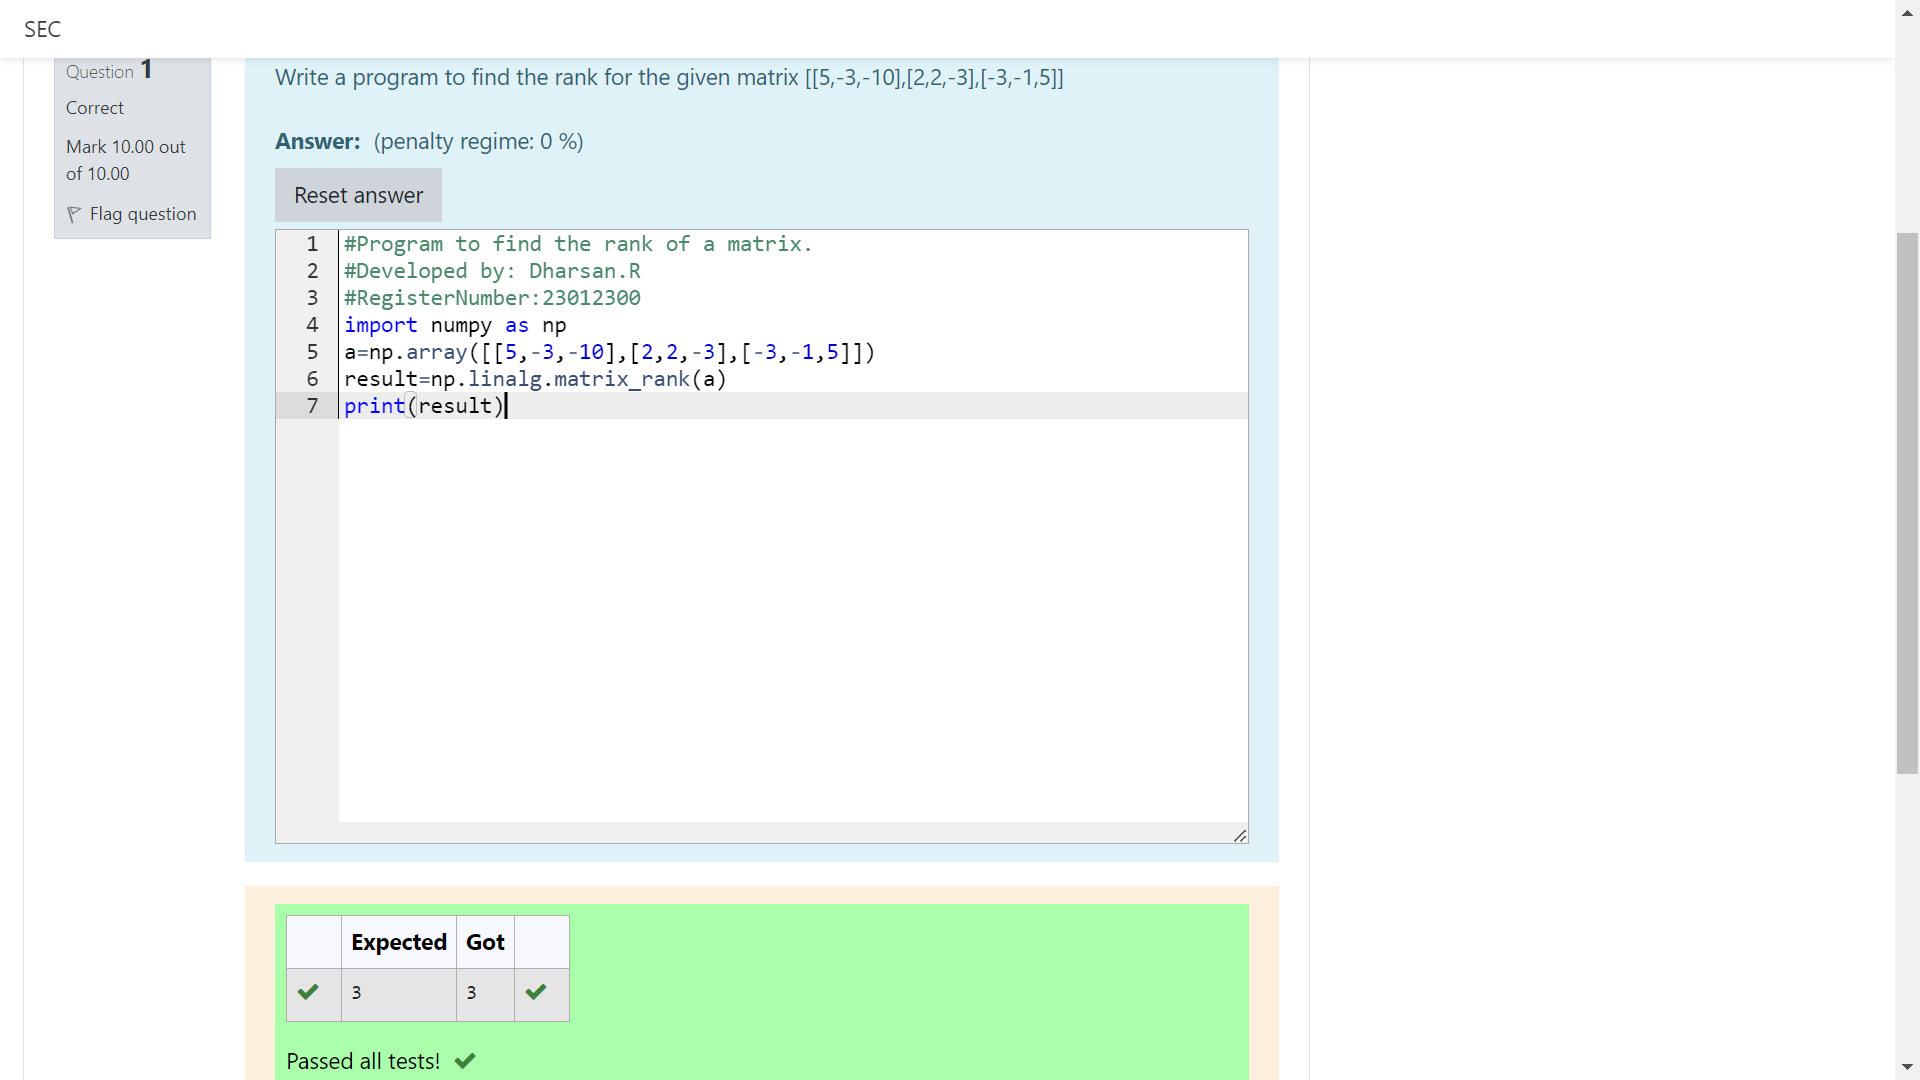 SEC
Question 1
Correct
Mark 10.00 out
of 10.00
Flag question
Write a program to find the rank for the given matrix [[5,-3,-10],[2,2,-3],[-3,-1,5]]
Answer: (penalty regime: 0 %)
Reset answer
1 #Program to find the rank of a matrix.
2 #Developed by: Dharsan.R
3 #RegisterNumber:23012300
4 import numpy as np
5 a=np.array([[5,-3,-10],[2,2,-3],[-3,-1,5]])
6 result=np.linalg.matrix_rank(a)
7 print(result)
Expected Got
3 3
Passed all tests!